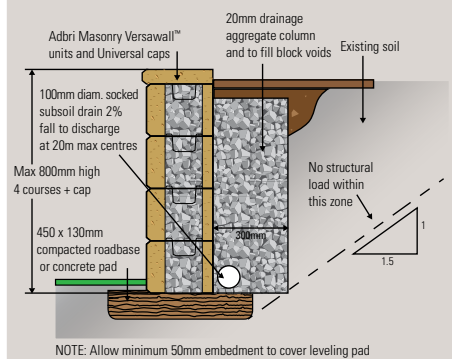 Adbri Masonry Versawall™
units and Universal caps
20mm drainage
aggregate column
and to fill block voids
Existing soil
100mm diam. socked
subsoil drain 2%
fall to discharge
at 20m max centres
Max 800mm high
4 courses + cap
No structural
load within
this zone
450 x 130mm
compacted roadbase
or concrete pad
300mm
1
1.5
NOTE: Allow minimum 50mm embedment to cover leveling pad